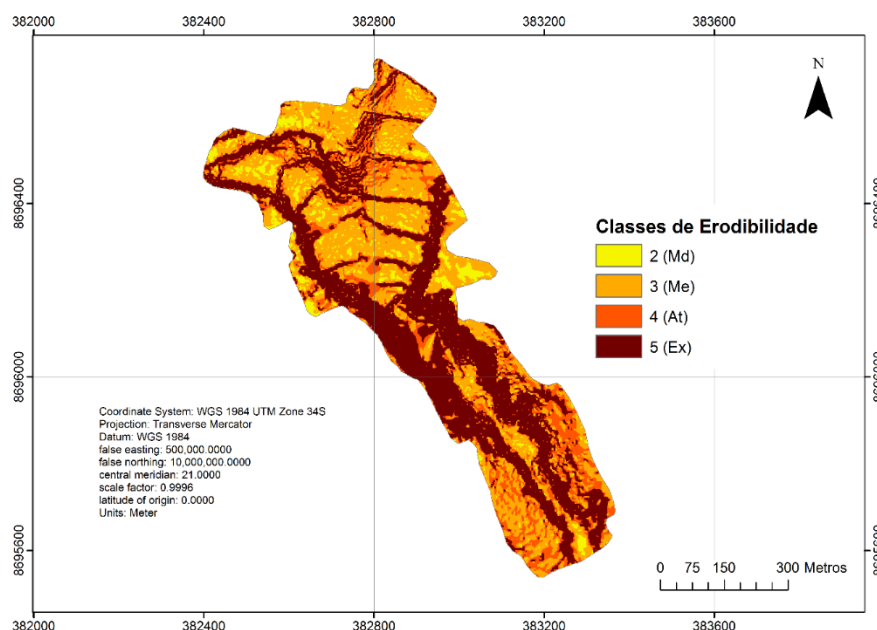 382000 382400 382800 383200 383600
N
8696400 8696400
Classes de Erodibilidade
2 (Md)
3 (Me)
4 (At)
5 (Ex)
8696000 8696000
Coordinate System: WGS 1984 UTM Zone 34S
Projection: Transverse Mercator
Datum: WGS 1984
false easting: 500,000.0000
false northing: 10,000,000.0000
central meridian: 21.0000
scale factor: 0.9996
latitude of origin: 0.0000
Units: Meter
8695600 8695600
0 75 150 300 Metros
382000 382400 382800 383200 383600